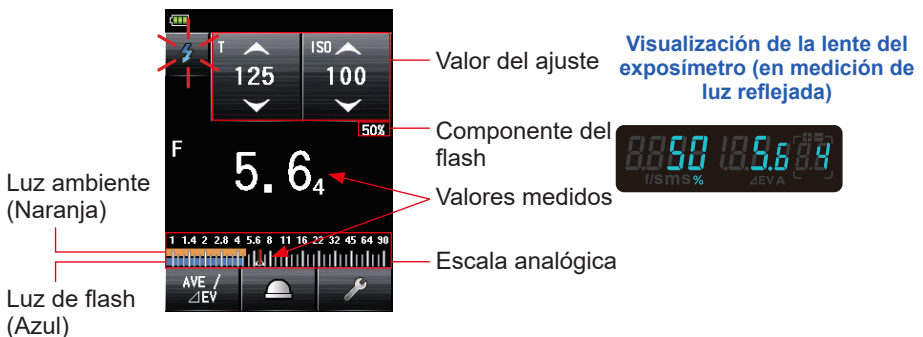 T
ISO
125
100
50%
F
5.6₄
1 1.4 2 2.8 4 5.6 8 11 16 22 32 45 64 90
AVE /
⊿EV
Luz ambiente
(Naranja)
Luz de flash
(Azul)
Valor del ajuste
Componente del
flash
Valores medidos
Escala analógica
Visualización de la lente del
exposímetro (en medición de
luz reflejada)
50 5.6 4
f/sms% ⊿EVA